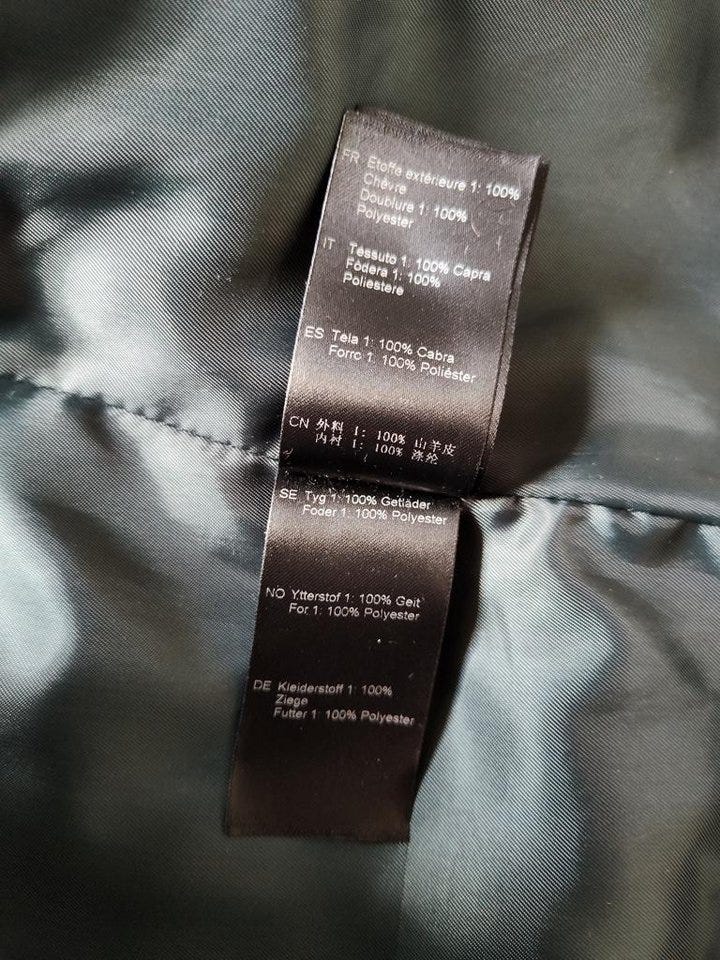 FR Etoffe extérieure 1: 100%
Chévre
Doublure 1: 100%
Polyester
IT Tessuto 1: 100% Capra
Fòdera 1: 100%
Poliestere
ES Tela 1: 100% Cabra
Forro 1: 100% Poliéster
CN 外料 1: 100% 山羊皮
内衬 1: 100% 涤纶
SE Tyg 1: 100% Getläder
Foder 1: 100% Polyester
NO Ytterstof 1: 100% Geit
For 1: 100% Polyester
DE Kleiderstoff 1: 100%
Ziege
Futter 1: 100% Polyester